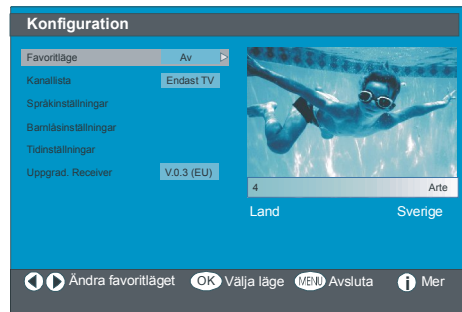 Konfiguration
Favoritläge Av
Kanallista Endast TV
Språkinställningar
Barnlåsinställningar
Tidinställningar
Uppgrad. Receiver V.0.3 (EU)
4 Arte
Land Sverige
Ändra favoritläget OK Välja läge MENU Avsluta i Mer